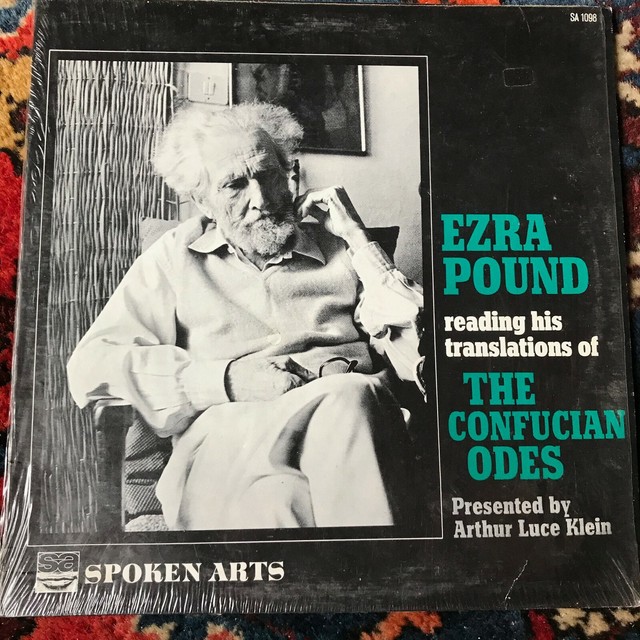 SA 1098
EZRA
POUND
reading his
translations of
THE
CONFUCIAN
ODES
Presented by
Arthur Luce Klein
sa
SPOKEN ARTS